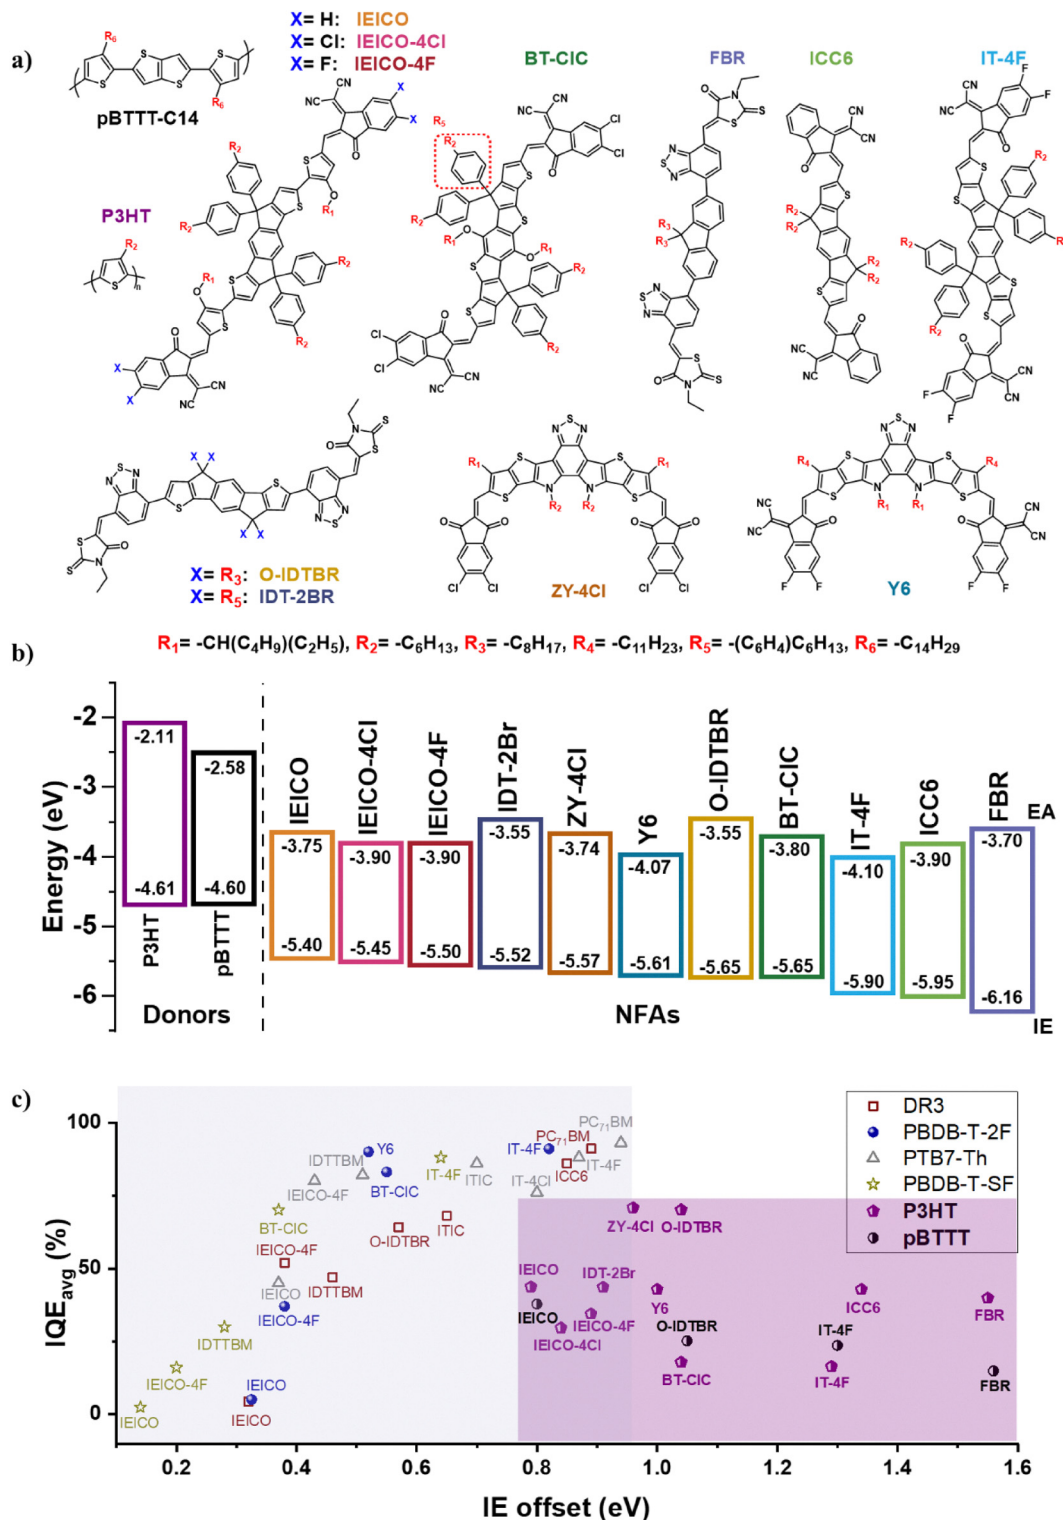 a)
X= H: IEICO
X= Cl: IEICO-4Cl
X= F: IEICO-4F
BT-CIC
FBR
ICC6
IT-4F
pBTTT-C14
P3HT
X= R3: O-IDTBR
X= R5: IDT-2BR
ZY-4Cl
Y6
R1= -CH(C4H9)(C2H5), R2= -C6H13, R3= -C8H17, R4= -C11H23, R5= -(C6H4)C6H13, R6= -C14H29
b)
Energy (eV)
-2
-3
-4
-5
-6
-2.11
-4.61
P3HT
-2.58
-4.60
pBTTT
Donors
IEICO
-3.75
-5.40
IEICO-4Cl
-3.90
-5.45
IEICO-4F
-3.90
-5.50
IDT-2Br
-3.55
-5.52
ZY-4Cl
-3.74
-5.57
Y6
-4.07
-5.61
O-IDTBR
-3.55
-5.65
BT-CIC
-3.80
-5.65
IT-4F
-4.10
-5.90
ICC6
-3.90
-5.95
FBR
-3.70
-6.16
EA
IE
NFAs
c)
IQEavg (%)
100
50
0
DR3
PBDB-T-2F
PTB7-Th
PBDB-T-SF
P3HT
pBTTT
PC71BM
PC71BM
IT-4F
IT-4F
ICC6
IT-4Cl
Y6
IDTTBM
IEICO-4F
BT-CIC
IT-4F
ITIC
BT-CIC
IEICO-4F
O-IDTBR
ITIC
IEICO
IDTTBM
IEICO-4F
IDTTBM
IEICO-4F
IEICO
IEICO
IEICO
ZY-4Cl
O-IDTBR
IEICO
IDT-2Br
IEICO
IEICO-4F
IEICO-4Cl
Y6
O-IDTBR
BT-CIC
ICC6
IT-4F
IT-4F
FBR
FBR
0.2
0.4
0.6
0.8
1.0
1.2
1.4
1.6
IE offset (eV)